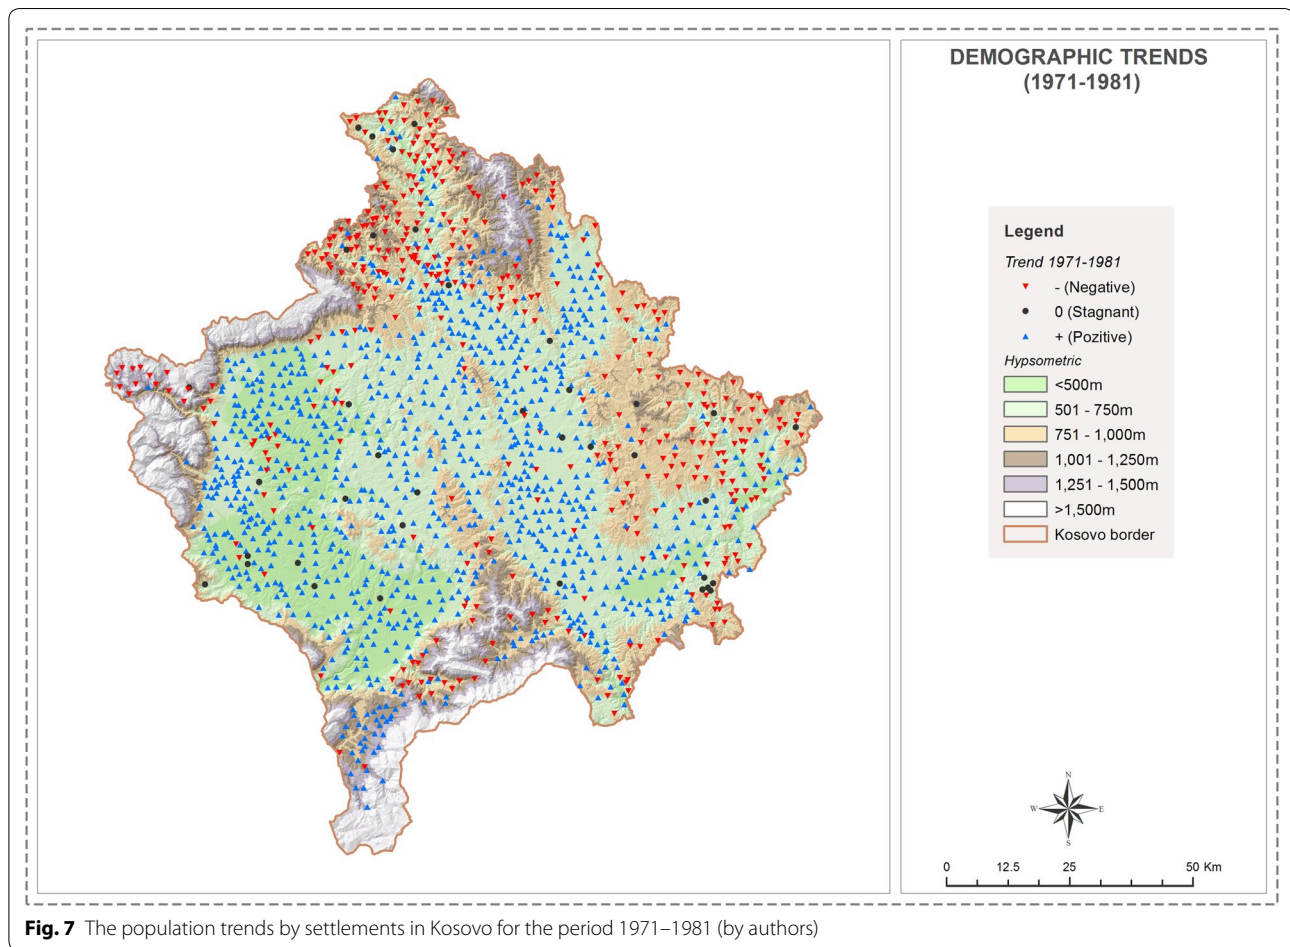 DEMOGRAPHIC TRENDS
(1971-1981)
Legend
Trend 1971-1981
- (Negative)
0 (Stagnant)
+ (Pozitive)
Hypsometric
<500m
501 - 750m
751 - 1,000m
1,001 - 1,250m
1,251 - 1,500m
>1,500m
Kosovo border
N
W E
S
0 12.5 25 50 Km
Fig. 7 The population trends by settlements in Kosovo for the period 1971–1981 (by authors)